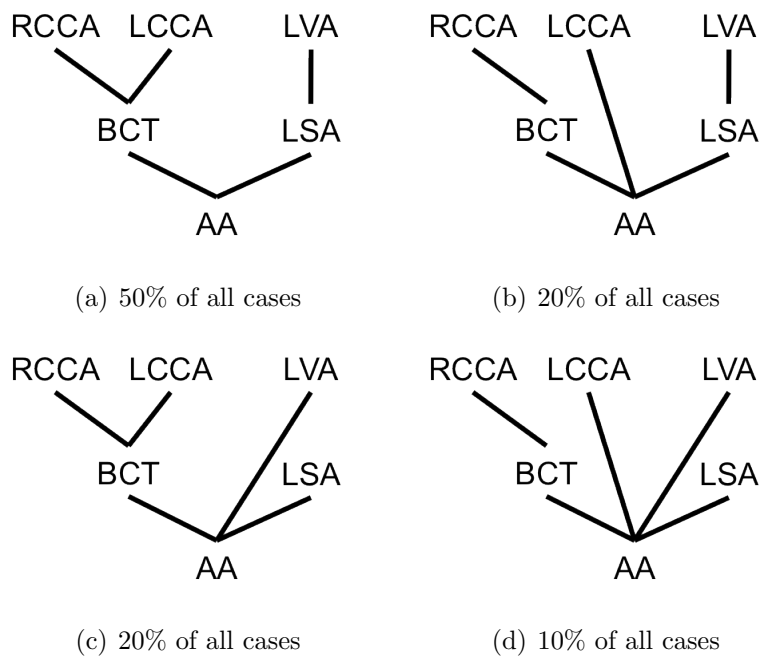 RCCA LCCA LVA
BCT LSA
AA
(a) 50% of all cases
RCCA LCCA LVA
BCT LSA
AA
(b) 20% of all cases
RCCA LCCA LVA
BCT LSA
AA
(c) 20% of all cases
RCCA LCCA LVA
BCT LSA
AA
(d) 10% of all cases